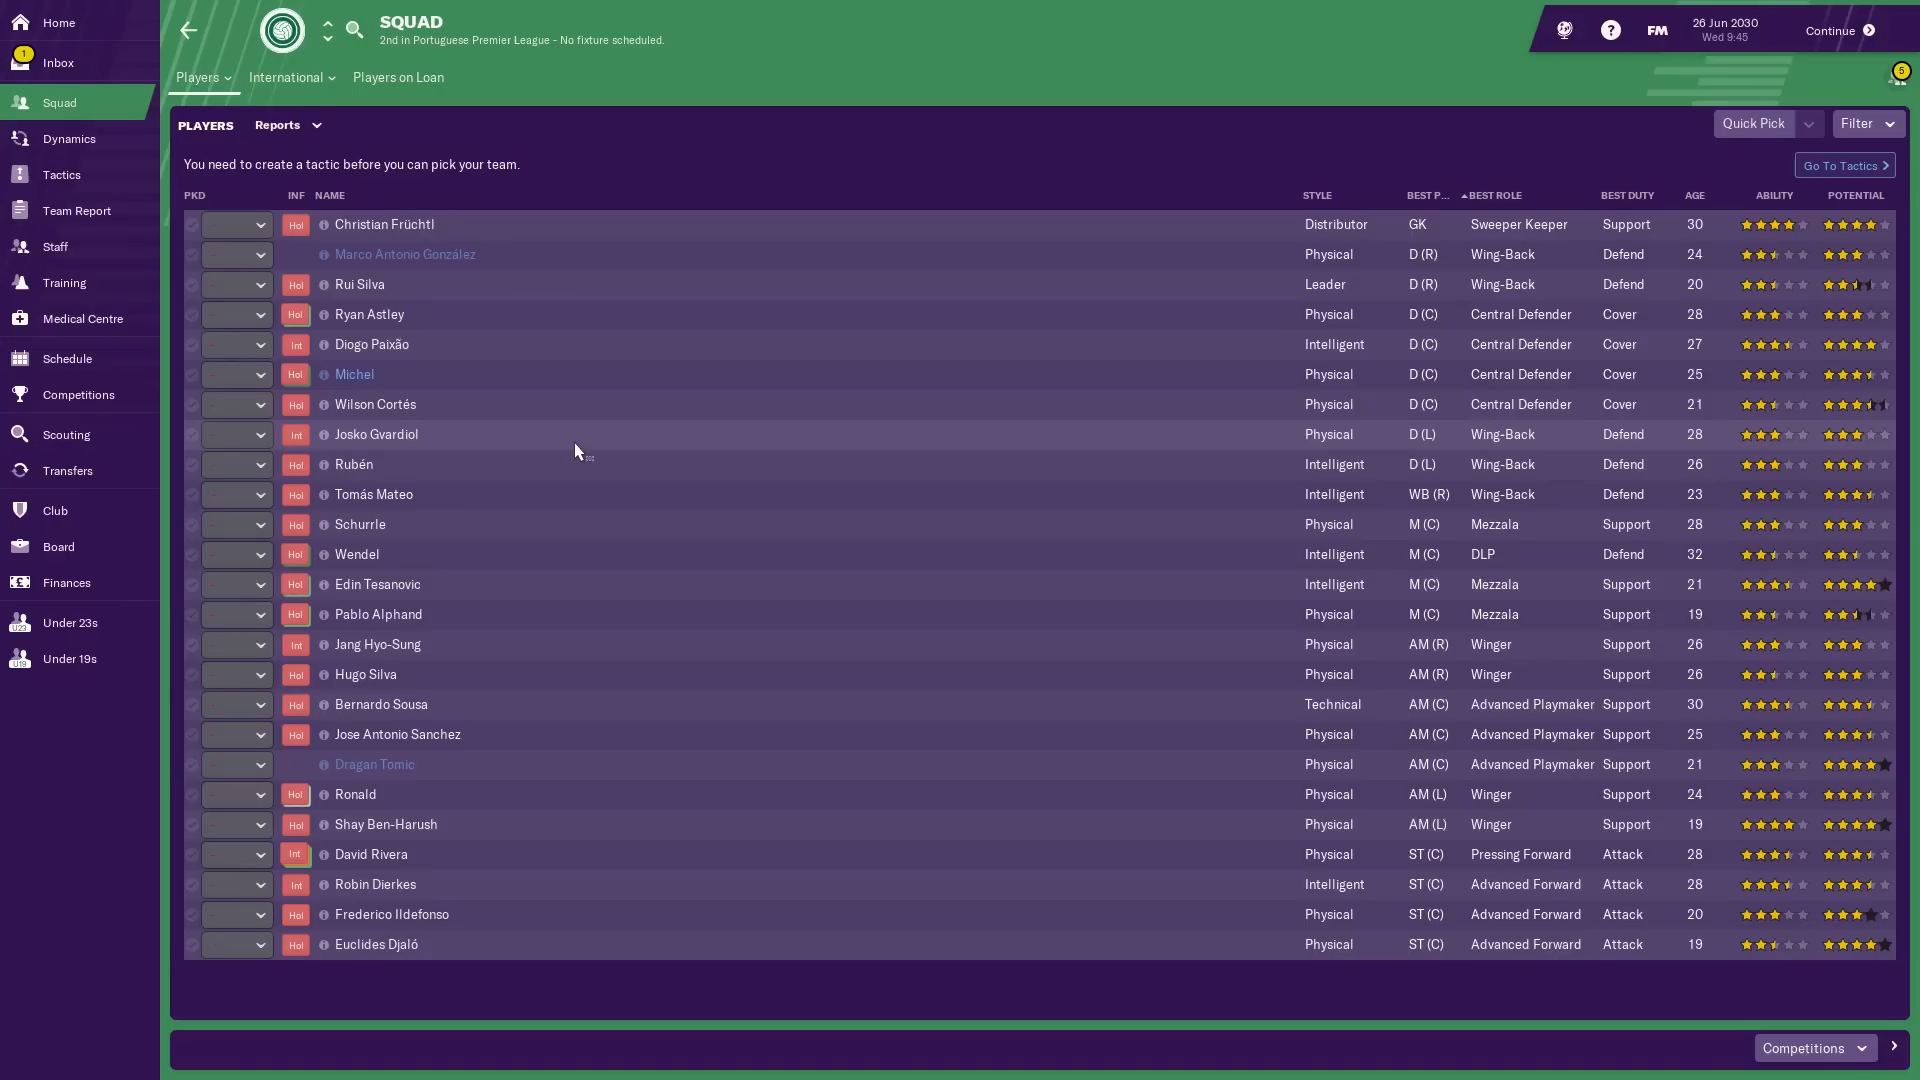 Home
1
Inbox
Squad
Dynamics
Tactics
Team Report
Staff
Training
Medical Centre
Schedule
Competitions
Scouting
Transfers
Club
Board
Finances
U23 Under 23s
U19 Under 19s
SQUAD
2nd in Portuguese Premier League - No fixture scheduled.
? FM 26 Jun 2030 Wed 9:45 Continue
Players International Players on Loan
5
PLAYERS Reports Quick Pick Filter
You need to create a tactic before you can pick your team. Go To Tactics
PKD INF NAME STYLE BEST P... BEST ROLE BEST DUTY AGE ABILITY POTENTIAL
Hol Christian Früchtl Distributor GK Sweeper Keeper Support 30
Marco Antonio González Physical D (R) Wing-Back Defend 24
Hol Rui Silva Leader D (R) Wing-Back Defend 20
Hol Ryan Astley Physical D (C) Central Defender Cover 28
Int Diogo Paixão Intelligent D (C) Central Defender Cover 27
Hol Michel Physical D (C) Central Defender Cover 25
Hol Wilson Cortés Physical D (C) Central Defender Cover 21
Int Josko Gvardiol Physical D (L) Wing-Back Defend 28
Hol Rubén Intelligent D (L) Wing-Back Defend 26
Hol Tomás Mateo Intelligent WB (R) Wing-Back Defend 23
Hol Schurrle Physical M (C) Mezzala Support 28
Hol Wendel Intelligent M (C) DLP Defend 32
Hol Edin Tesanovic Intelligent M (C) Mezzala Support 21
Hol Pablo Alphand Physical M (C) Mezzala Support 19
Int Jang Hyo-Sung Physical AM (R) Winger Support 26
Hol Hugo Silva Physical AM (R) Winger Support 26
Hol Bernardo Sousa Technical AM (C) Advanced Playmaker Support 30
Hol Jose Antonio Sanchez Physical AM (C) Advanced Playmaker Support 25
Dragan Tomic Physical AM (C) Advanced Playmaker Support 21
Hol Ronald Physical AM (L) Winger Support 24
Hol Shay Ben-Harush Physical AM (L) Winger Support 19
Int David Rivera Physical ST (C) Pressing Forward Attack 28
Int Robin Dierkes Intelligent ST (C) Advanced Forward Attack 28
Hol Frederico Ildefonso Physical ST (C) Advanced Forward Attack 20
Hol Euclides Djaló Physical ST (C) Advanced Forward Attack 19
Competitions